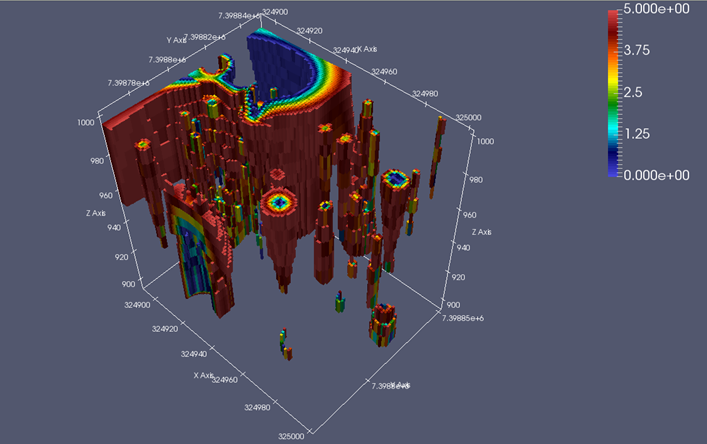 7.39884e+6
324900
324920
Y Axis
7.39882e+6
324940
X Axis
7.3988e+6
324960
7.39878e+6
324980
325000
1000
1000
980
980
960
960
Z Axis
940
Z Axis
940
920
920
900
900
324900
7.39885e+6
324920
324940
X Axis
324960
324980
325000
5.000e+00
3.75
2.5
1.25
0.000e+00